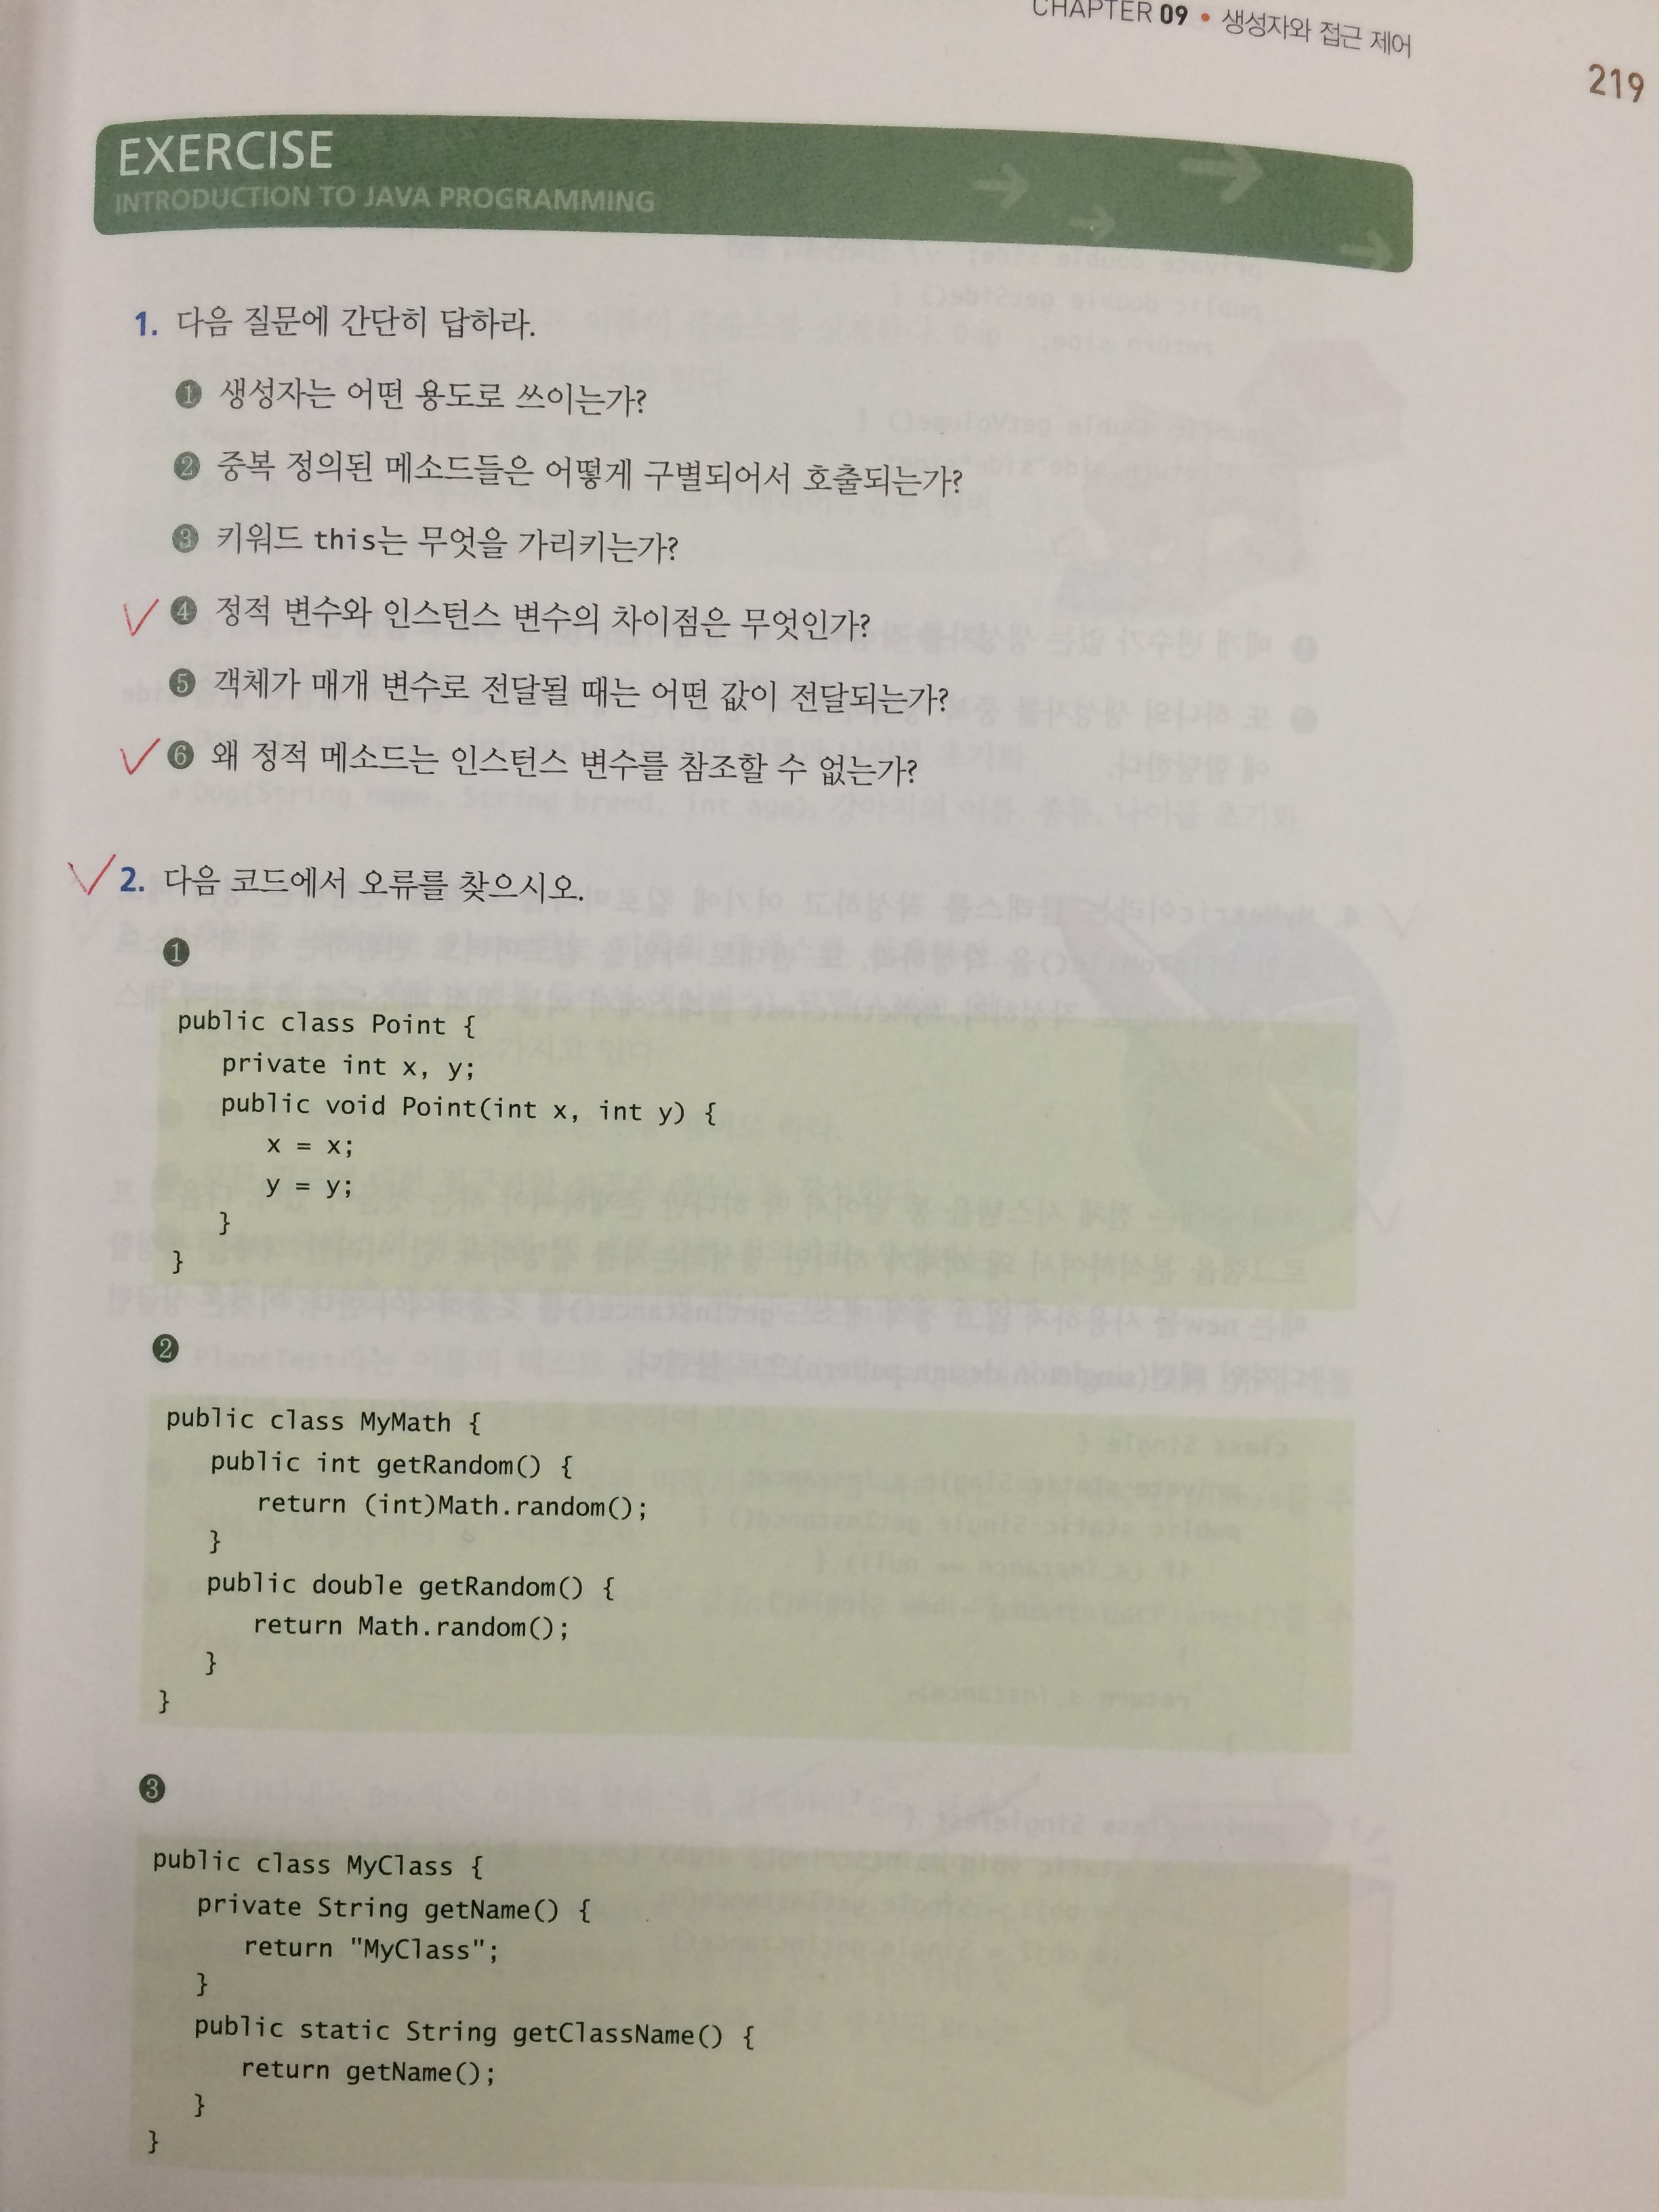 CHAPTER 09 • 생성자와 접근 제어
219
EXERCISE
INTRODUCTION TO JAVA PROGRAMMING
1. 다음 질문에 간단히 답하라.
❶ 생성자는 어떤 용도로 쓰이는가?
❷ 중복 정의된 메소드들은 어떻게 구별되어서 호출되는가?
❸ 키워드 this는 무엇을 가리키는가?
❹ 정적 변수와 인스턴스 변수의 차이점은 무엇인가?
❺ 객체가 매개 변수로 전달될 때는 어떤 값이 전달되는가?
❻ 왜 정적 메소드는 인스턴스 변수를 참조할 수 없는가?
2. 다음 코드에서 오류를 찾으시오.
❶
public class Point {
private int x, y;
public void Point(int x, int y) {
x = x;
y = y;
}
}
❷
public class MyMath {
public int getRandom() {
return (int)Math.random();
}
public double getRandom() {
return Math.random();
}
}
❸
public class MyClass {
private String getName() {
return "MyClass";
}
public static String getClassName() {
return getName();
}
}